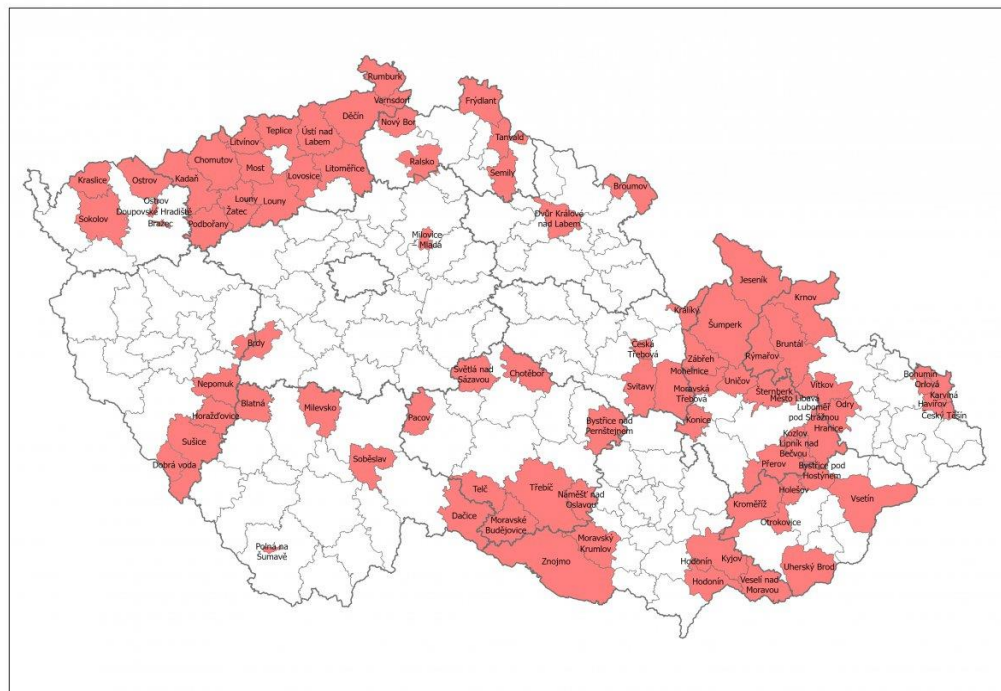 Rumburk
Varnsdorf
Frýdlant
Děčín
Nový Bor
Teplice
Ústí nad
Labem
Litvínov
Tanvald
Chomutov
Most
Ralsko
Litoměřice
Lovosice
Semily
Kraslice
Ostrov
Kadaň
Broumov
Louny
Louny
Žatec
Ostrov
Doupovské Hradiště
Bražec
Sokolov
Podbořany
Dvůr Králové
nad Labem
Milovice
Mladá
Jeseník
Krnov
Králíky
Šumperk
Brdy
Česká
Třebová
Bruntál
Rýmařov
Zábřeh
Mohelnice
Světlá nad
Sázavou
Chotěboř
Svitavy
Uničov
Šternberk
Moravská
Třebová
Město Libavá
Vítkov
Bohumín
Orlová
Karviná
Havířov
Český Těšín
Nepomuk
Blatná
Milevsko
Pacov
Horažďovice
Bystřice nad
Pernštejnem
Konice
Luboměř
pod Strážnou
Odry
Hranice
Kozlov
Lipník nad
Bečvou
Sušice
Dobrá voda
Soběslav
Přerov
Bystřice pod
Hostýnem
Telč
Třebíč
Náměšť nad
Oslavou
Holešov
Kroměříž
Vsetín
Dačice
Moravské
Budějovice
Otrokovice
Polná na
Šumavě
Moravský
Krumlov
Znojmo
Hodonín
Kyjov
Uherský Brod
Hodonín
Veselí nad
Moravou